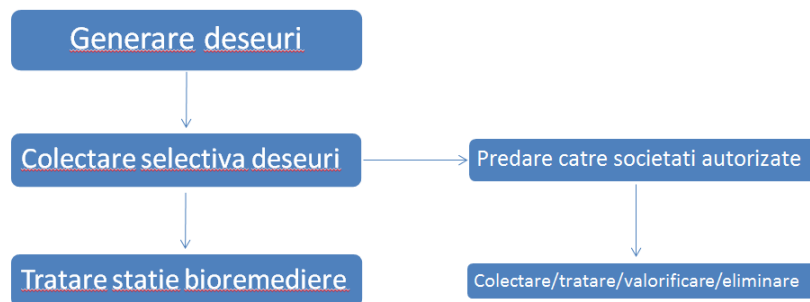 Generare deseuri
Colectare selectiva deseuri
Predare catre societati autorizate
Tratare statie bioremediere
Colectare/tratare/valorificare/eliminare